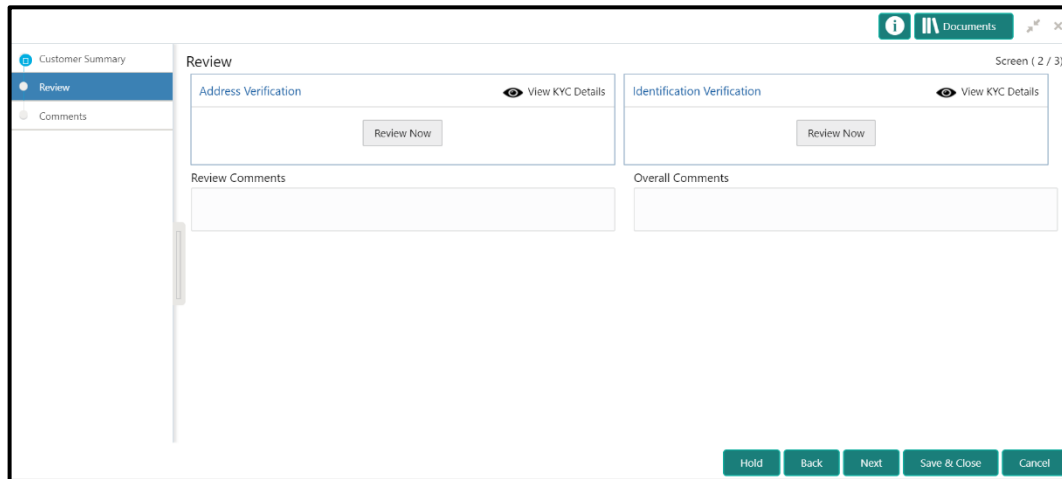 Documents
Customer Summary
Review
Comments
Review
Screen ( 2 / 3)
Address Verification
View KYC Details
Review Now
Identification Verification
View KYC Details
Review Now
Review Comments
Overall Comments
Hold
Back
Next
Save & Close
Cancel